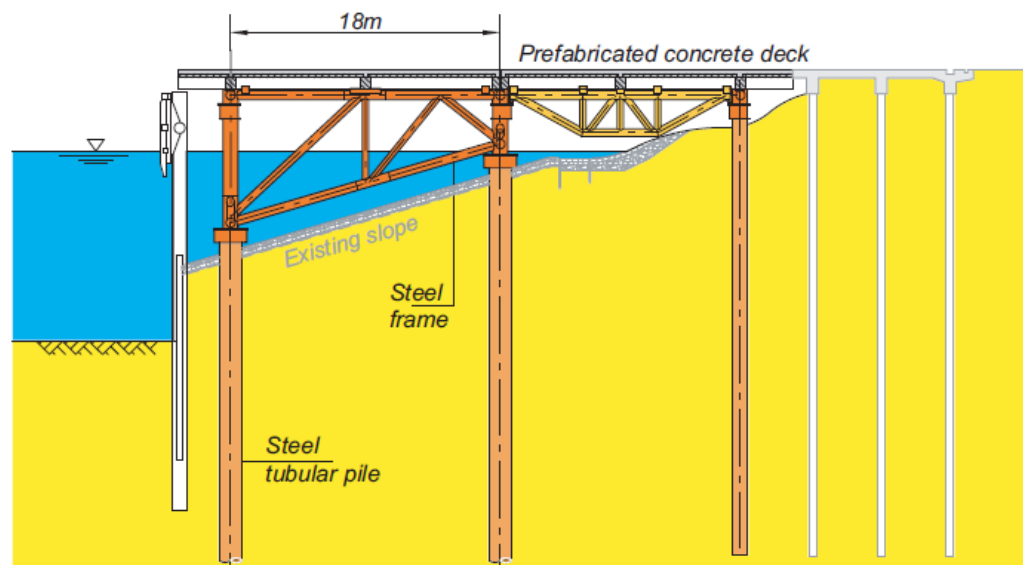 18m
Prefabricated concrete deck
Existing slope
Steel
frame
Steel
tubular pile